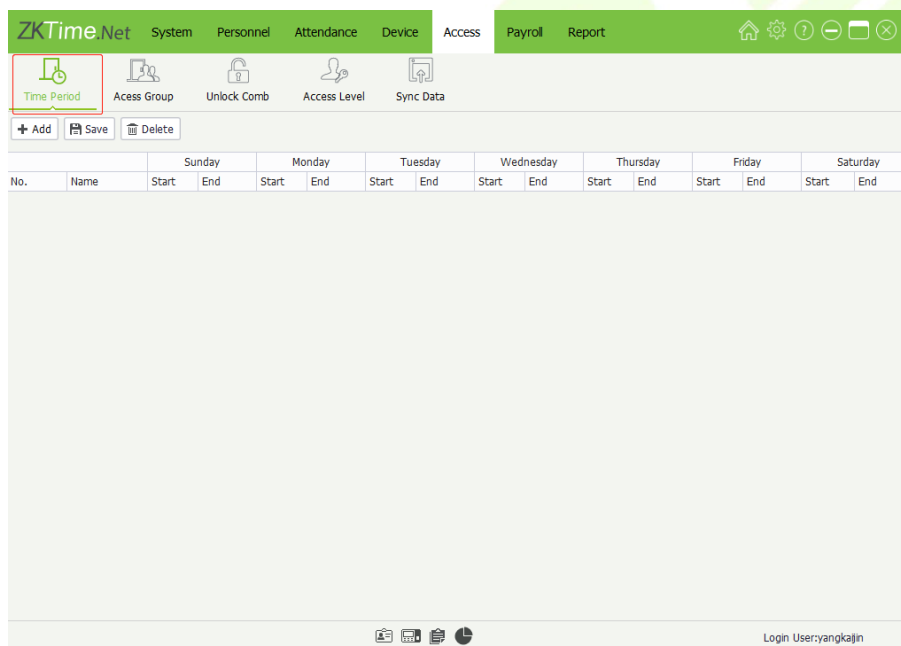 ZKTime.Net System Personnel Attendance Device Access Payroll Report
Time Period Acess Group Unlock Comb Access Level Sync Data
Add Save Delete
Sunday Monday Tuesday Wednesday Thursday Friday Saturday
No. Name Start End Start End Start End Start End Start End Start End Start End
Login User:yangkaijin